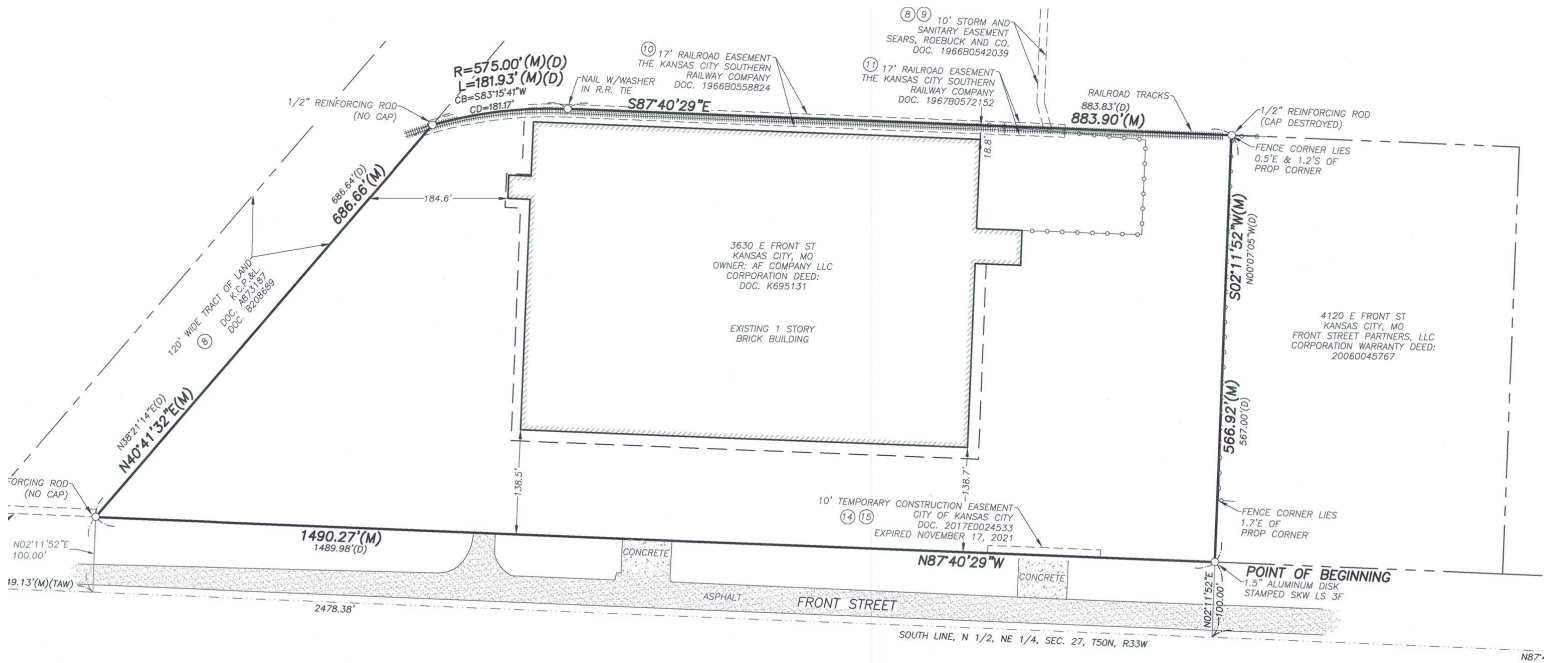 8 9 10' STORM AND
SANITARY EASEMENT
SEARS, ROEBUCK AND CO.
DOC. 1966B0542039
10 17' RAILROAD EASEMENT
THE KANSAS CITY SOUTHERN
RAILWAY COMPANY
DOC. 1966B0558824
11 17' RAILROAD EASEMENT
THE KANSAS CITY SOUTHERN
RAILWAY COMPANY
DOC. 1967B0572152
R=575.00' (M)(D)
L=181.93' (M)(D)
CB=S83°15'41"W
CD=181.17'
NAIL W/WASHER
IN R.R. TIE
1/2" REINFORCING ROD
(NO CAP)
S87°40'29"E
RAILROAD TRACKS
883.83'(D)
883.90'(M)
1/2" REINFORCING ROD
(CAP DESTROYED)
FENCE CORNER LIES
0.5'E & 1.2'S OF
PROP CORNER
18.8'
686.64'(D)
686.66'(M)
184.6'
120' WIDE TRACT OF LAND
K.C.P.&L.
8 DOC. A873187
DOC. B208689
3630 E FRONT ST
KANSAS CITY, MO
OWNER: AF COMPANY LLC
CORPORATION DEED:
DOC. K695131
EXISTING 1 STORY
BRICK BUILDING
S02°11'52"W(M)
N00°07'05"W(D)
4120 E FRONT ST
KANSAS CITY, MO
FRONT STREET PARTNERS, LLC
CORPORATION WARRANTY DEED:
20060045767
N38°21'14"E(D)
N40°41'32"E(M)
566.92'(M)
567.00'(D)
ORCING ROD
(NO CAP)
138.5'
138.7'
10' TEMPORARY CONSTRUCTION EASEMENT
14 15 CITY OF KANSAS CITY
DOC. 2017E0024533
EXPIRED NOVEMBER 17, 2021
FENCE CORNER LIES
1.7'E OF
PROP CORNER
N02°11'52"E
100.00'
1490.27'(M)
1489.98'(D)
CONCRETE
N87°40'29"W
CONCRETE
POINT OF BEGINNING
1.5" ALUMINUM DISK
STAMPED SKW LS 3F
N02°11'52"E
100.00'
49.13'(M)(TAW)
2478.38'
ASPHALT
FRONT STREET
SOUTH LINE, N 1/2, NE 1/4, SEC. 27, T50N, R33W